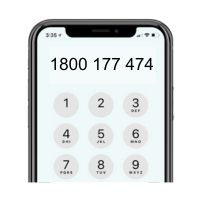 3:35
1800 177 474
1 2 3
DEF
4 5 6
GHI JKL MNO
7 8 9
PQRS TUV WXYZ